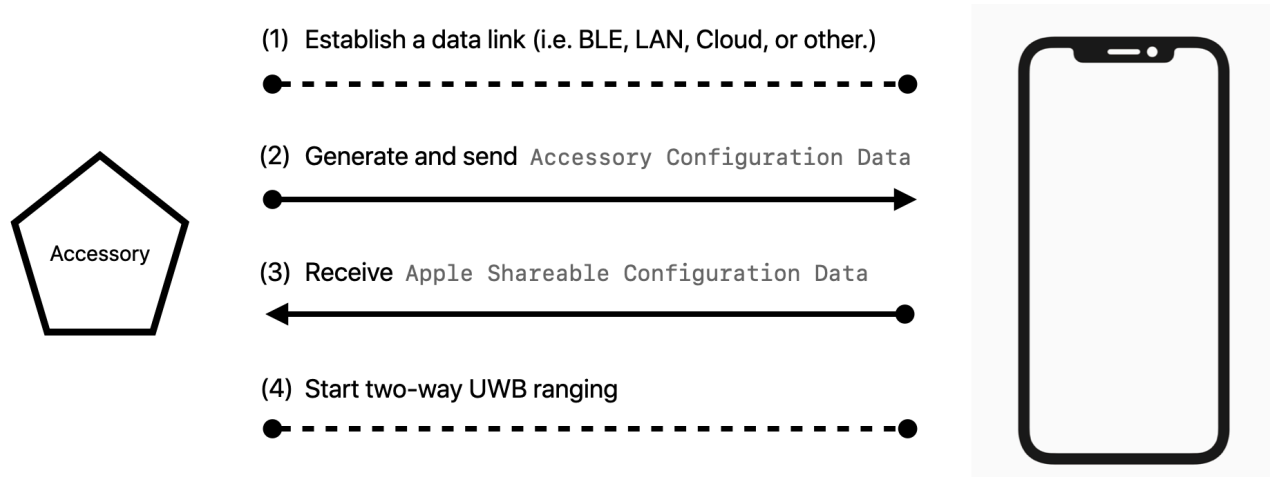 (1) Establish a data link (i.e. BLE, LAN, Cloud, or other.)
(2) Generate and send Accessory Configuration Data
Accessory
(3) Receive Apple Shareable Configuration Data
(4) Start two-way UWB ranging